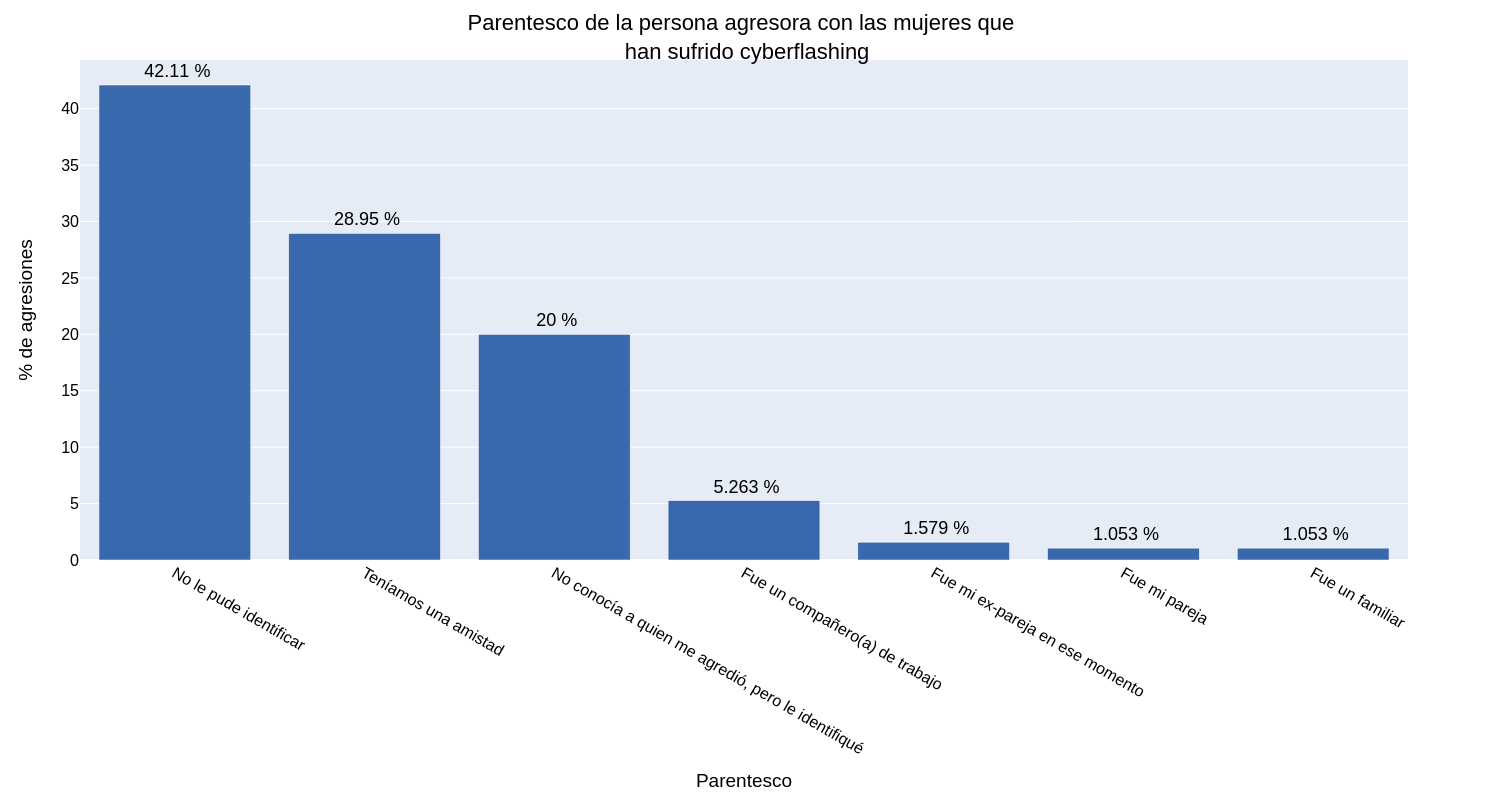 Parentesco de la persona agresora con las mujeres que
han sufrido cyberflashing
% de agresiones
40
35
30
25
20
15
10
5
0
42.11 %
28.95 %
20 %
5.263 %
1.579 %
1.053 %
1.053 %
No le pude identificar
Teníamos una amistad
No conocía a quien me agredió, pero le identifiqué
Fue un compañero(a) de trabajo
Fue mi ex-pareja en ese momento
Fue mi pareja
Fue un familiar
Parentesco